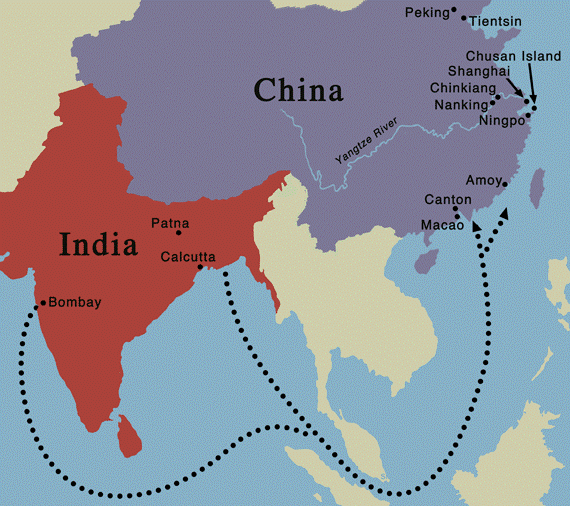 Peking
Tientsin
Chusan Island
Shanghai
China
Chinkiang
Nanking
Ningpo
Yangtze River
Amoy
Canton
Patna
Macao
India
Calcutta
Bombay